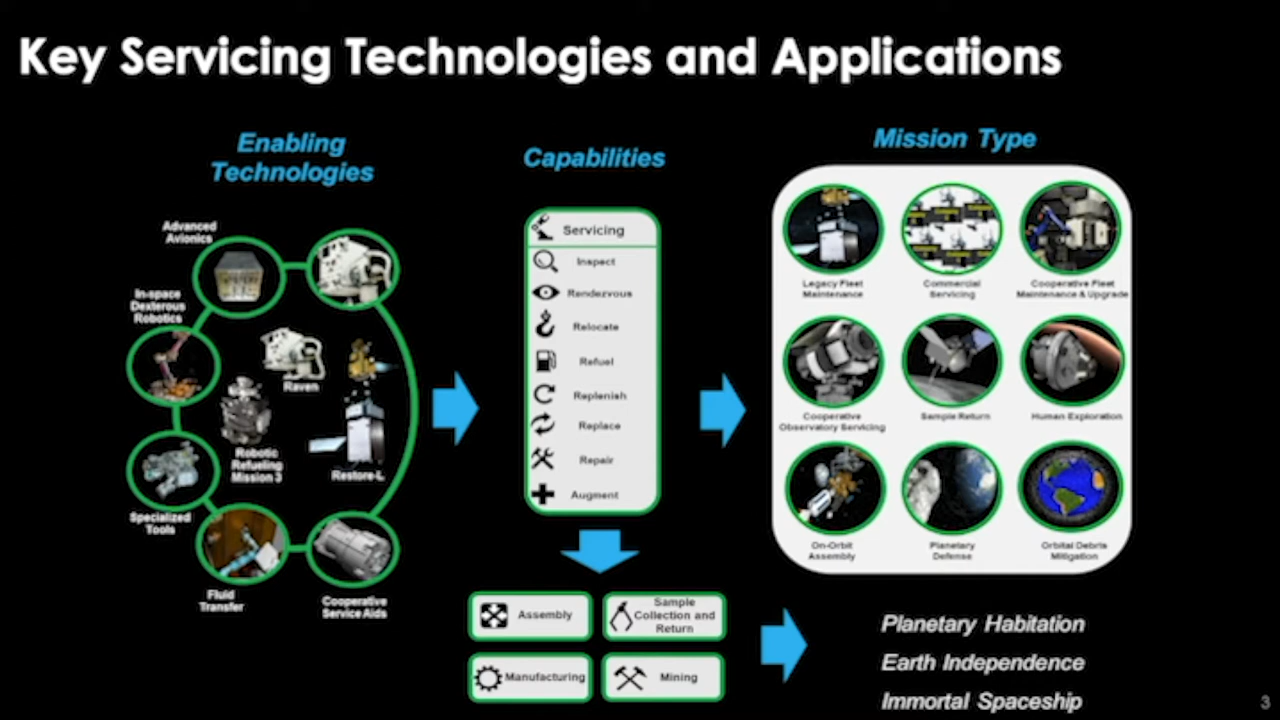 Key Servicing Technologies and Applications
Enabling
Technologies
Advanced
Avionics
In-space
Dexterous
Robotics
Raven
Robotic
Refueling
Mission 3
Restore-L
Specialized
Tools
Fluid
Transfer
Cooperative
Service Aids
Capabilities
Servicing
Inspect
Rendezvous
Relocate
Refuel
Replenish
Replace
Repair
Augment
Assembly
Sample
Collection and
Return
Manufacturing
Mining
Mission Type
Legacy Fleet
Maintenance
Commercial
Servicing
Cooperative Fleet
Maintenance & Upgrade
Cooperative
Observatory Servicing
Sample Return
Human Exploration
On-Orbit
Assembly
Planetary
Defense
Orbital Debris
Mitigation
Planetary Habitation
Earth Independence
Immortal Spaceship
3